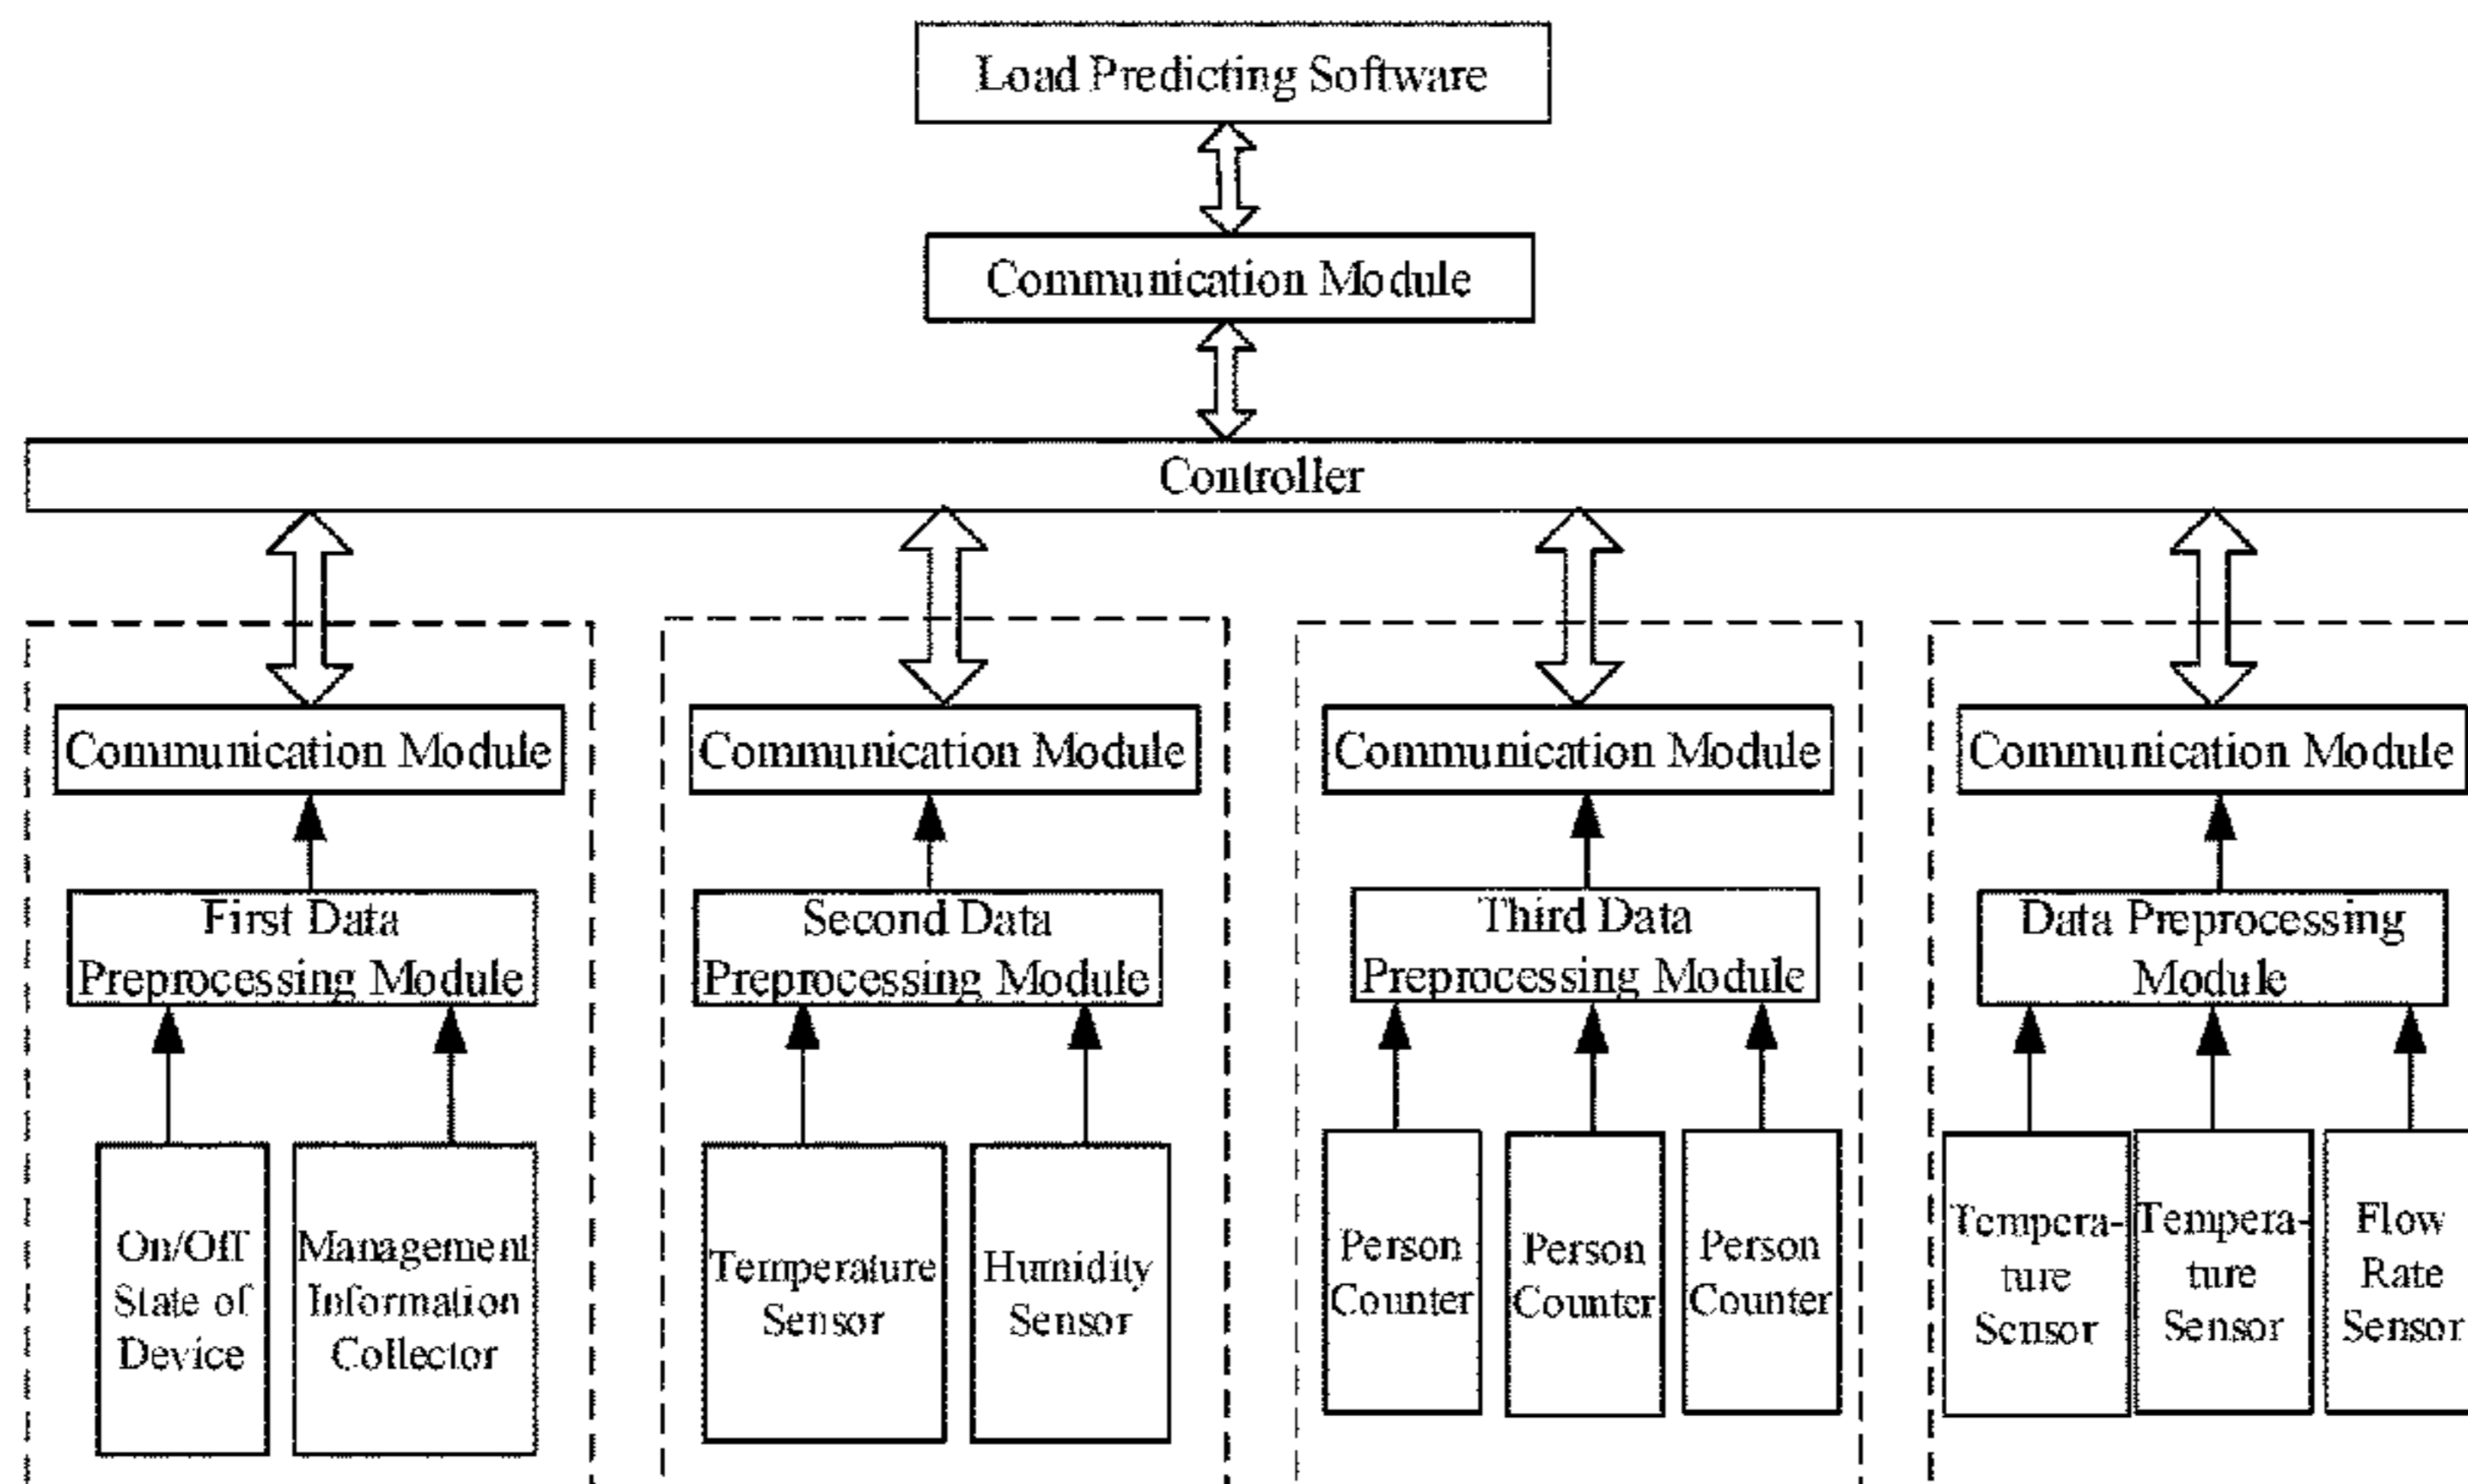 Load Predicting Software
Communication Module
Controller
Communication Module
Communication Module
Communication Module
Communication Module
First Data
Preprocessing Module
Second Data
Preprocessing Module
Third Data
Preprocessing Module
Data Preprocessing
Module
On/Off
State of
Device
Management
Information
Collector
Temperature
Sensor
Humidity
Sensor
Person
Counter
Person
Counter
Person
Counter
Tempera-
ture
Sensor
Tempera-
ture
Sensor
Flow
Rate
Sensor